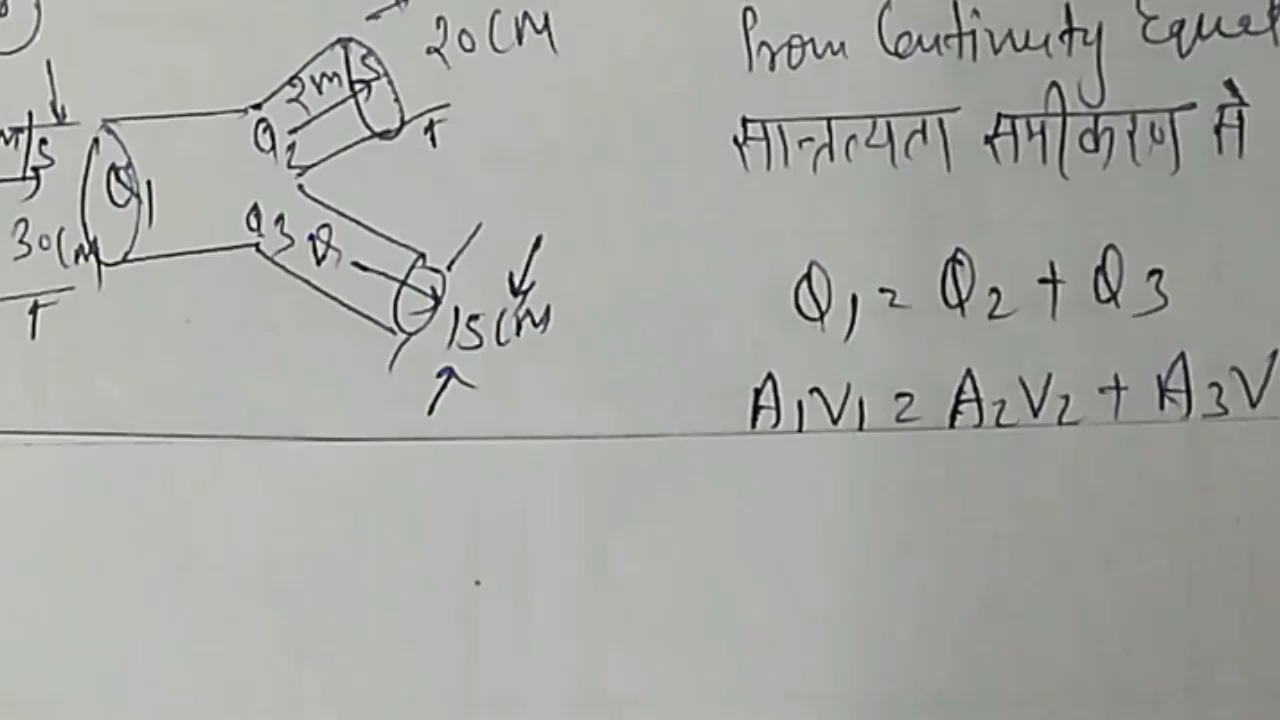 20CM
2m/s
Q2
m/s
Q1
30CM
Q3 V
15CM
From Continuity Equat
सान्तत्यता समीकरण से
Q1 = Q2 + Q3
A1V1 = A2V2 + A3V